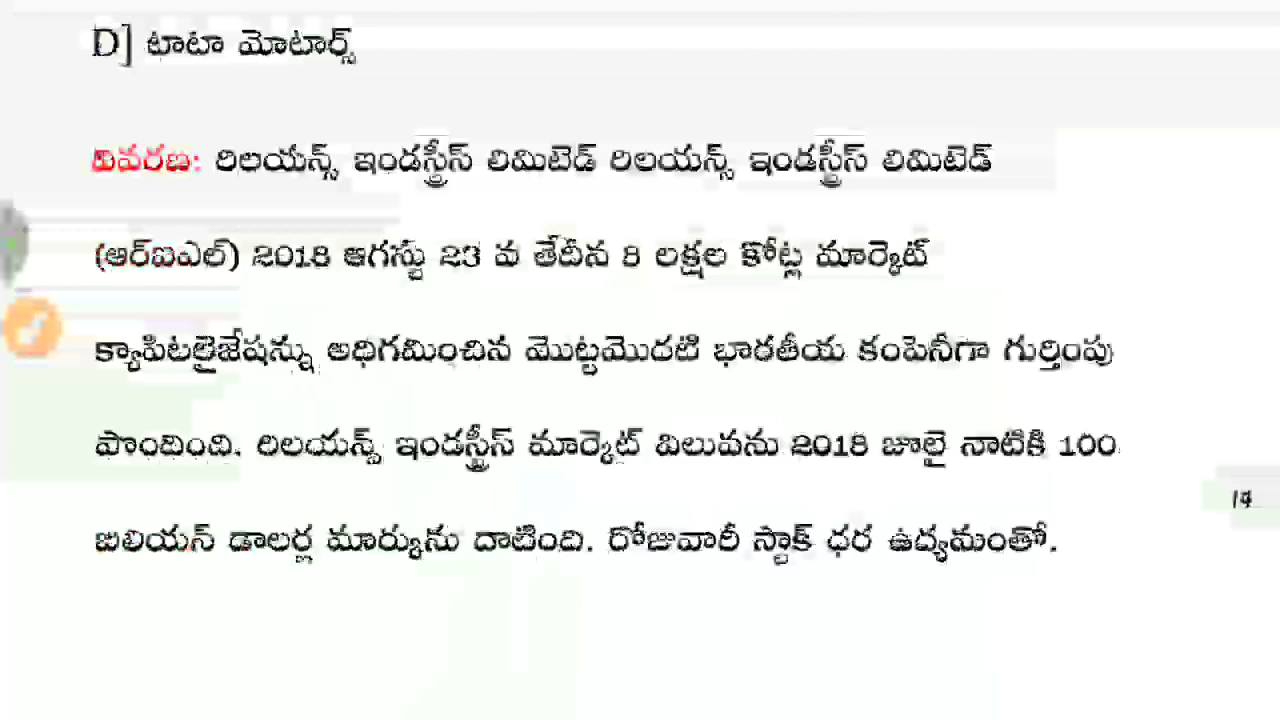 D] టాటా మోటార్స్
వివరణ: రిలయన్స్ ఇండస్ట్రీస్ లిమిటెడ్ రిలయన్స్ ఇండస్ట్రీస్ లిమిటెడ్
(ఆర్ఐఎల్) 2018 ఆగస్టు 23 వ తేదీన 8 లక్షల కోట్ల మార్కెట్
క్యాపిటలైజేషన్ను అధిగమించిన మొట్టమొదటి భారతీయ కంపెనీగా గుర్తింపు
పొందింది. రిలయన్స్ ఇండస్ట్రీస్ మార్కెట్ విలువను 2018 జూలై నాటికి 100
14
బిలియన్ డాలర్ల మార్కును దాటింది. రోజువారీ స్టాక్ ధర ఉద్యమంతో.